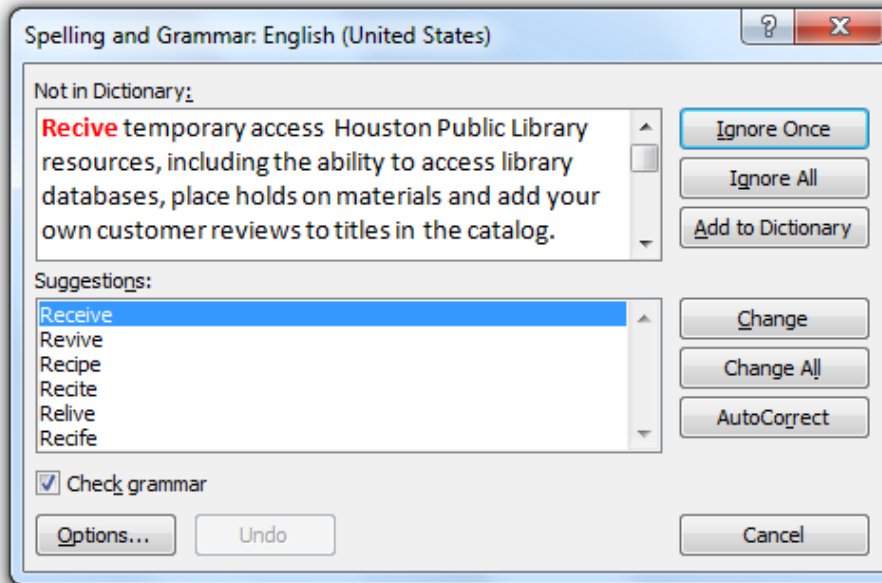 Spelling and Grammar: English (United States)
Not in Dictionary:
Recive temporary access Houston Public Library
resources, including the ability to access library
databases, place holds on materials and add your
own customer reviews to titles in the catalog.
Ignore Once
Ignore All
Add to Dictionary
Suggestions:
Receive
Revive
Recipe
Recite
Relive
Recife
Change
Change All
AutoCorrect
Check grammar
Options...
Undo
Cancel